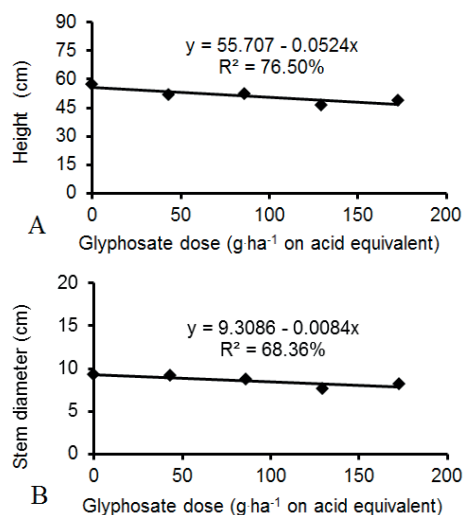 90
75
60
45
30
15
0
Height (cm)
y = 55.707 - 0.0524x
R² = 76.50%
0 50 100 150 200
A
Glyphosate dose (g·ha⁻¹ on acid equivalent)
20
15
10
5
0
Stem diameter (cm)
y = 9.3086 - 0.0084x
R² = 68.36%
0 50 100 150 200
B
Glyphosate dose (g·ha⁻¹ on acid equivalent)